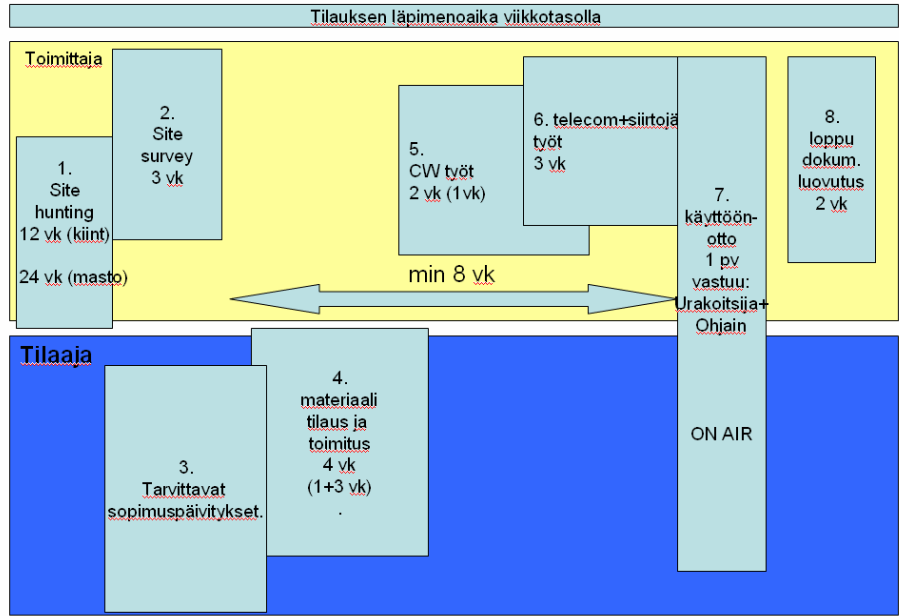 Tilauksen läpimenoaika viikkotasolla
Toimittaja
1.
Site
hunting
12 vk (kiint)
24 vk (masto)
2.
Site
survey
3 vk
5.
CW työt
2 vk (1vk)
6. telecom+siirtojä
työt
3 vk
7.
käyttöön-
otto
1 pv
vastuu:
Urakoitsija+
Ohjain
ON AIR
8.
loppu
dokum.
luovutus
2 vk
min 8 vk
Tilaaja
3.
Tarvittavat
sopimuspäivitykset.
4.
materiaali
tilaus ja
toimitus
4 vk
(1+3 vk)
.